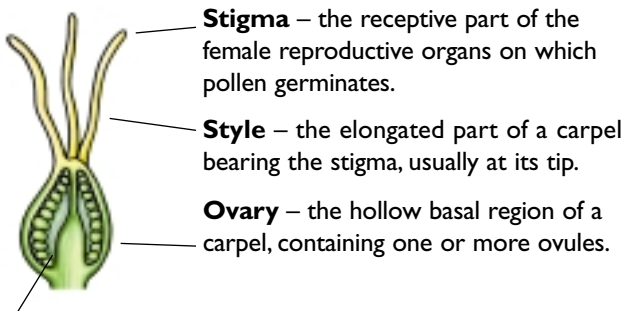 Stigma – the receptive part of the
female reproductive organs on which
pollen germinates.
Style – the elongated part of a carpel
bearing the stigma, usually at its tip.
Ovary – the hollow basal region of a
carpel, containing one or more ovules.